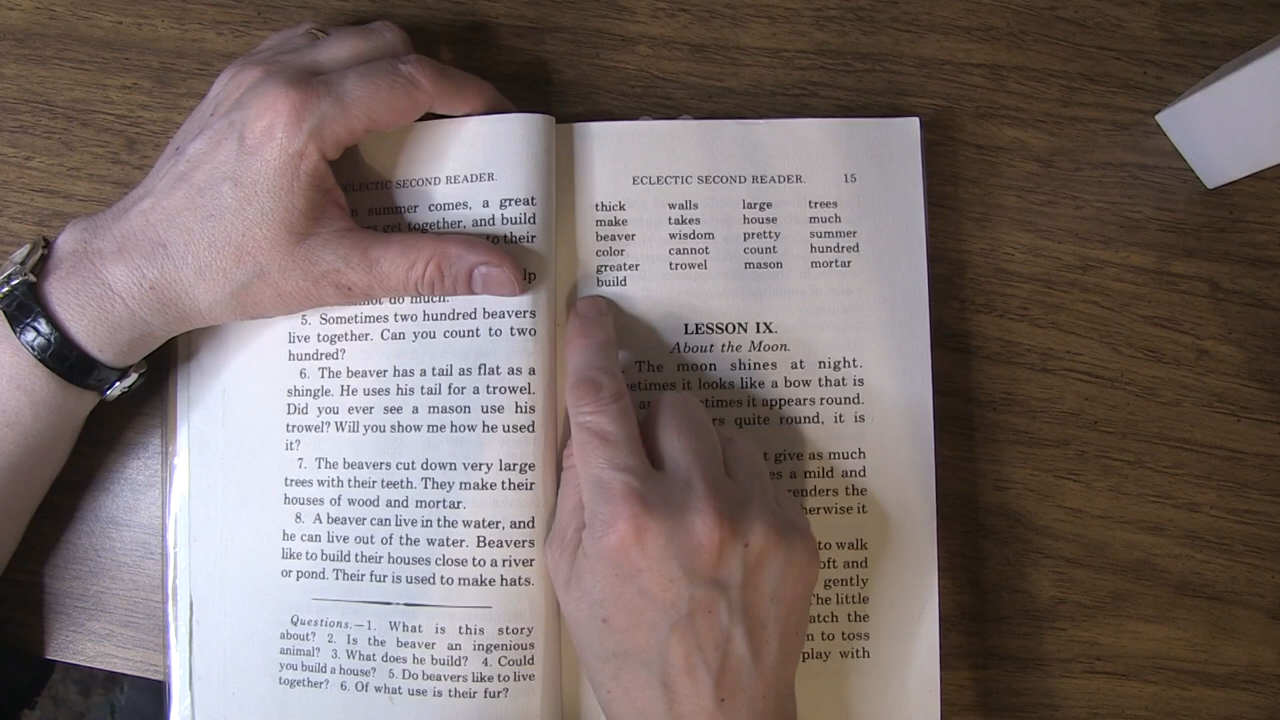 ECLECTIC SECOND READER.
summer comes, a great
get together, and build
to their
not do much.
5. Sometimes two hundred beavers
live together. Can you count to two
hundred?
6. The beaver has a tail as flat as a
shingle. He uses his tail for a trowel.
Did you ever see a mason use his
trowel? Will you show me how he used
it?
7. The beavers cut down very large
trees with their teeth. They make their
houses of wood and mortar.
8. A beaver can live in the water, and
he can live out of the water. Beavers
like to build their houses close to a river
or pond. Their fur is used to make hats.
Questions.—1. What is this story
about? 2. Is the beaver an ingenious
animal? 3. What does he build? 4. Could
you build a house? 5. Do beavers like to live
together? 6. Of what use is their fur?
ECLECTIC SECOND READER. 15
thick walls large trees
make takes house much
beaver wisdom pretty summer
color cannot count hundred
greater trowel mason mortar
build
LESSON IX.
About the Moon.
The moon shines at night.
it looks like a bow that is
it appears round.
quite round, it is
give as much
a mild and
the
it
to walk
and
gently
The little
the
to toss
play with